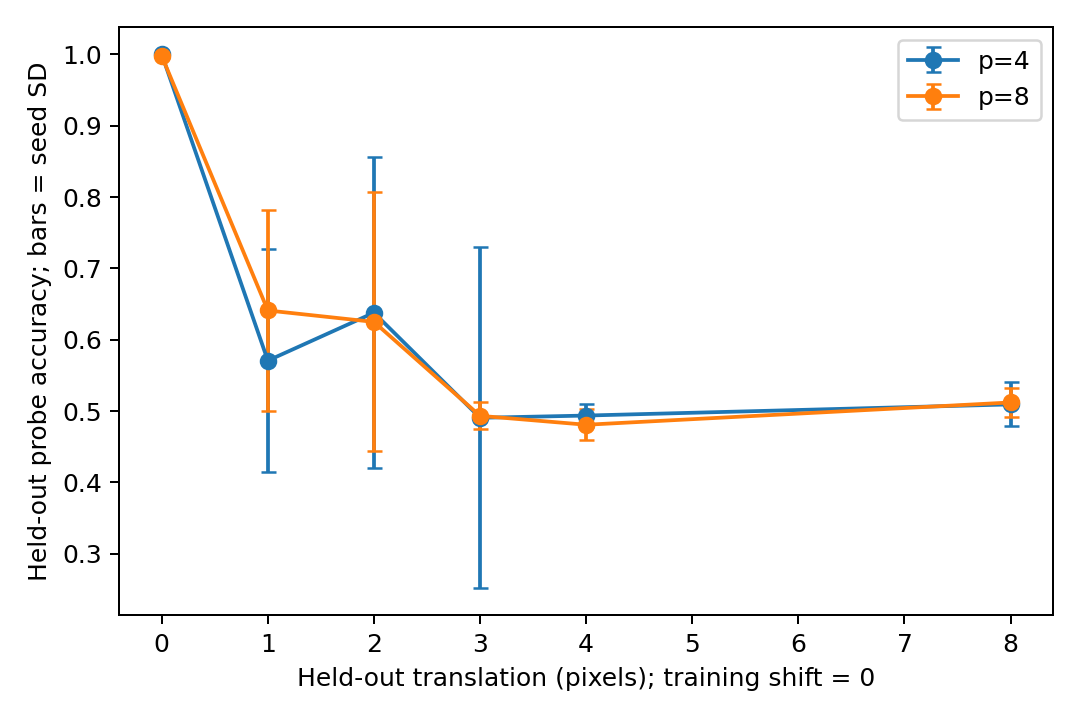 p=4
p=8
1.0
0.9
0.8
0.7
0.6
0.5
0.4
0.3
Held-out probe accuracy; bars = seed SD
0 1 2 3 4 5 6 7 8
Held-out translation (pixels); training shift = 0